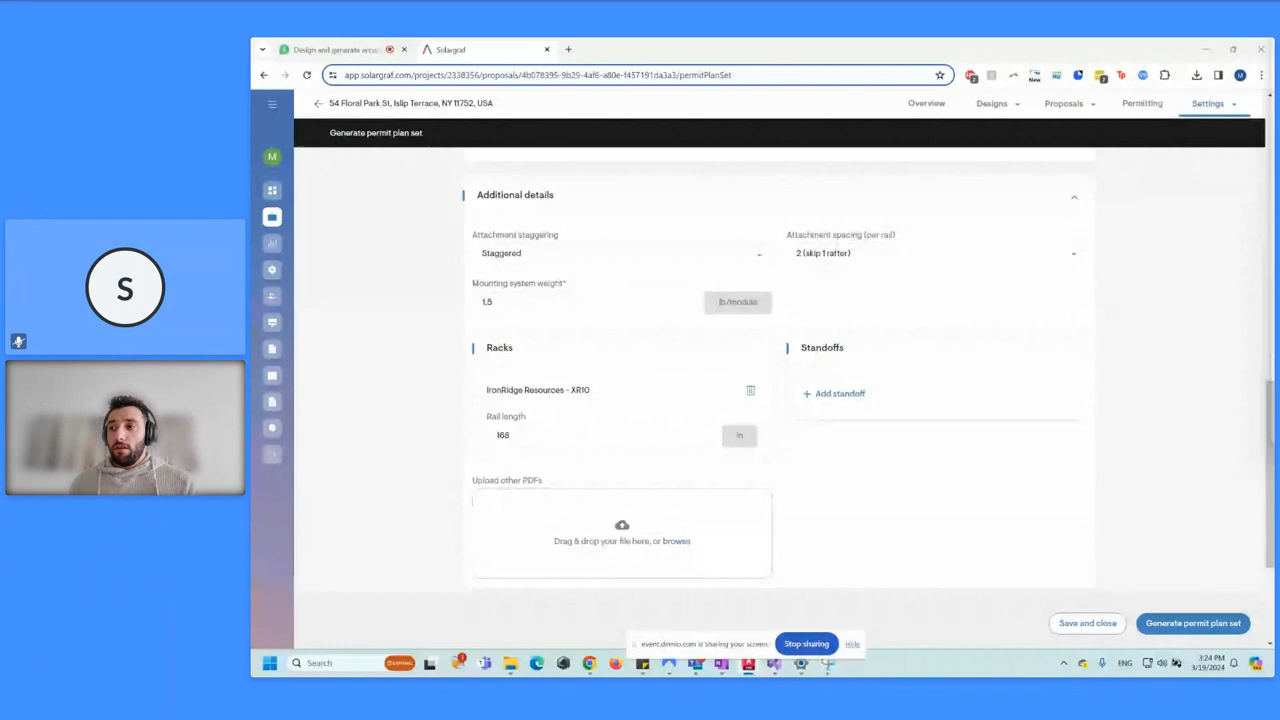 Design and generate accura
Solargraf
app.solargraf.com/projects/2338356/proposals/4b078395-9b29-4af6-a80e-f457191da3a3/permitPlanSet
54 Floral Park St, Islip Terrace, NY 11752, USA
Overview
Designs
Proposals
Permitting
Settings
Generate permit plan set
M
Additional details
Attachment staggering
Staggered
Attachment spacing (per rail)
2 (skip 1 rafter)
Mounting system weight*
1.5
lb/module
Racks
Standoffs
IronRidge Resources - XR10
+ Add standoff
Rail length
168
in
Upload other PDFs
Drag & drop your file here, or browse
S
Save and close
Generate permit plan set
event.demio.com is sharing your screen.
Stop sharing
Hide
Search
ENG
3:24 PM
3/19/2024